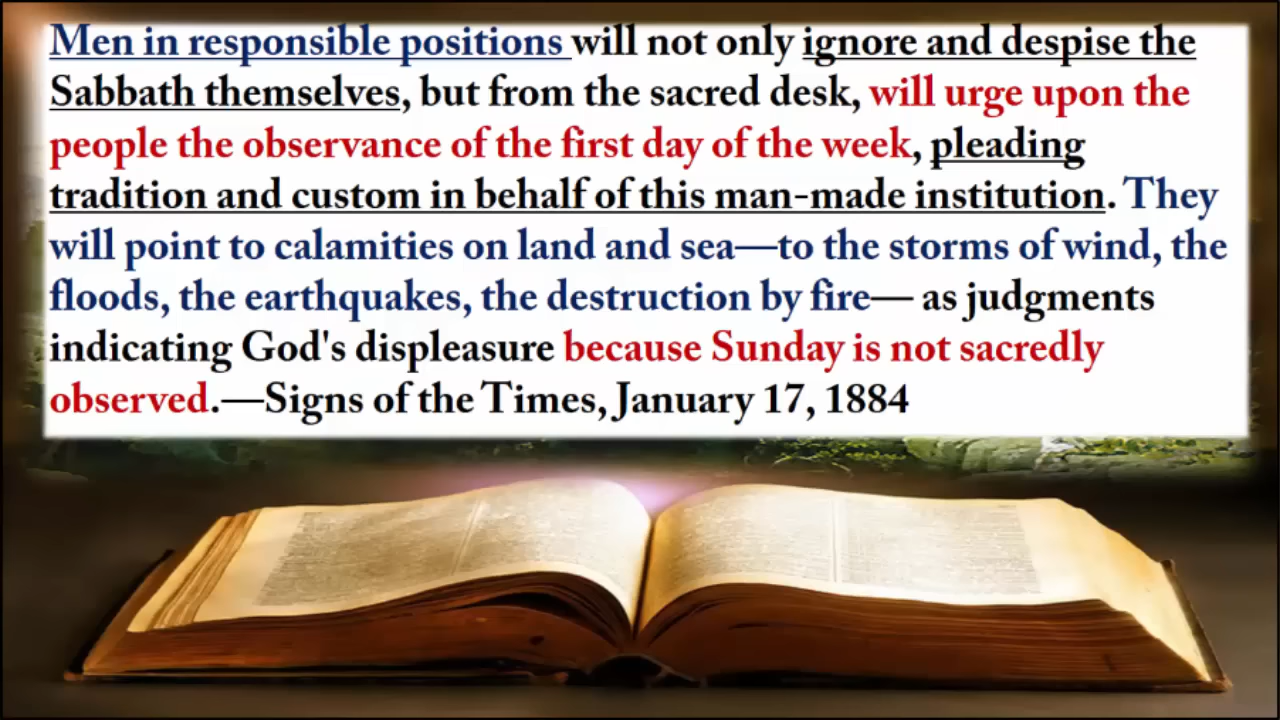 Men in responsible positions will not only ignore and despise the
Sabbath themselves, but from the sacred desk, will urge upon the
people the observance of the first day of the week, pleading
tradition and custom in behalf of this man-made institution. They
will point to calamities on land and sea—to the storms of wind, the
floods, the earthquakes, the destruction by fire— as judgments
indicating God's displeasure because Sunday is not sacredly
observed.—Signs of the Times, January 17, 1884